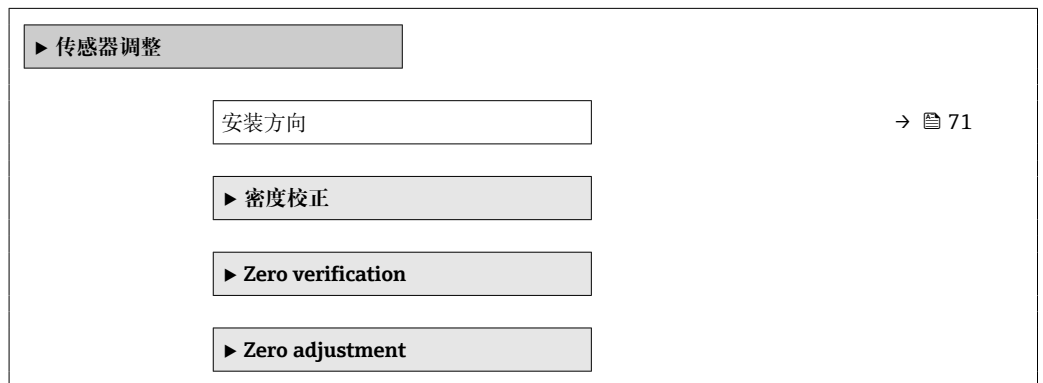 ▶ 传感器调整
安装方向 → 🗎 71
▶ 密度校正
▶ Zero verification
▶ Zero adjustment